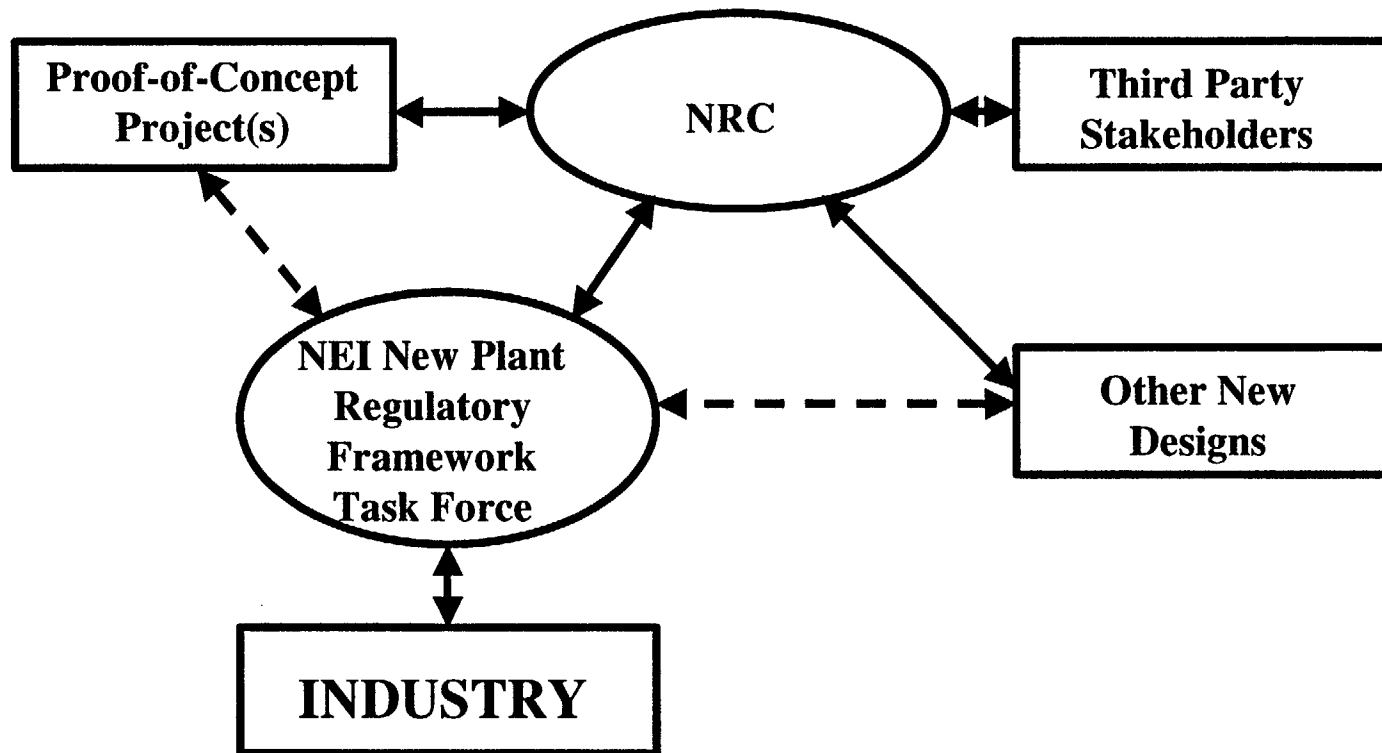 Proof-of-Concept
Project(s)
NRC
Third Party
Stakeholders
NEI New Plant
Regulatory
Framework
Task Force
Other New
Designs
INDUSTRY